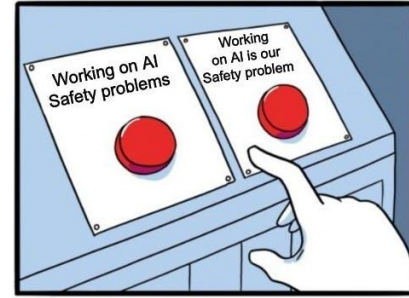 Working on AI
Safety problems
Working
on AI is our
Safety problem